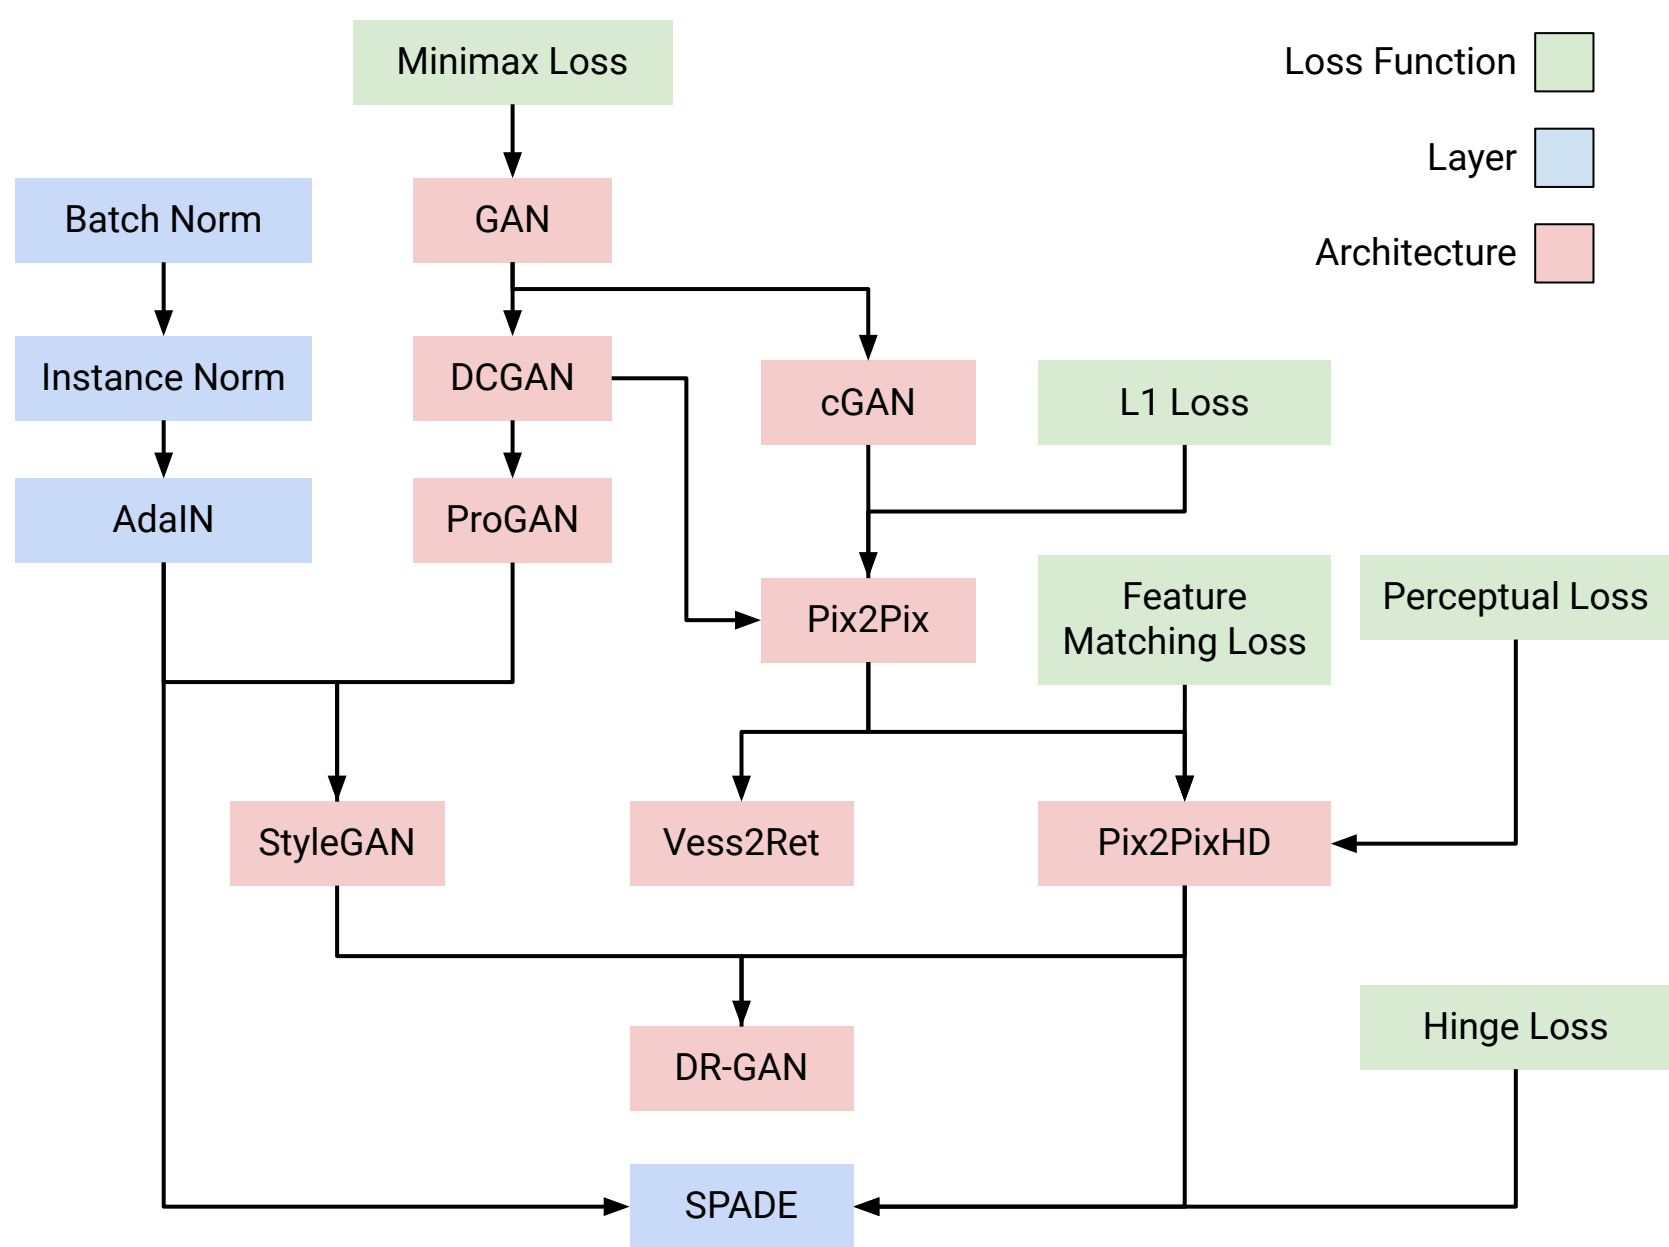 Minimax Loss
Loss Function
Layer
Architecture
Batch Norm
GAN
Instance Norm
DCGAN
cGAN
L1 Loss
AdaIN
ProGAN
Pix2Pix
Feature
Matching Loss
Perceptual Loss
StyleGAN
Vess2Ret
Pix2PixHD
DR-GAN
Hinge Loss
SPADE